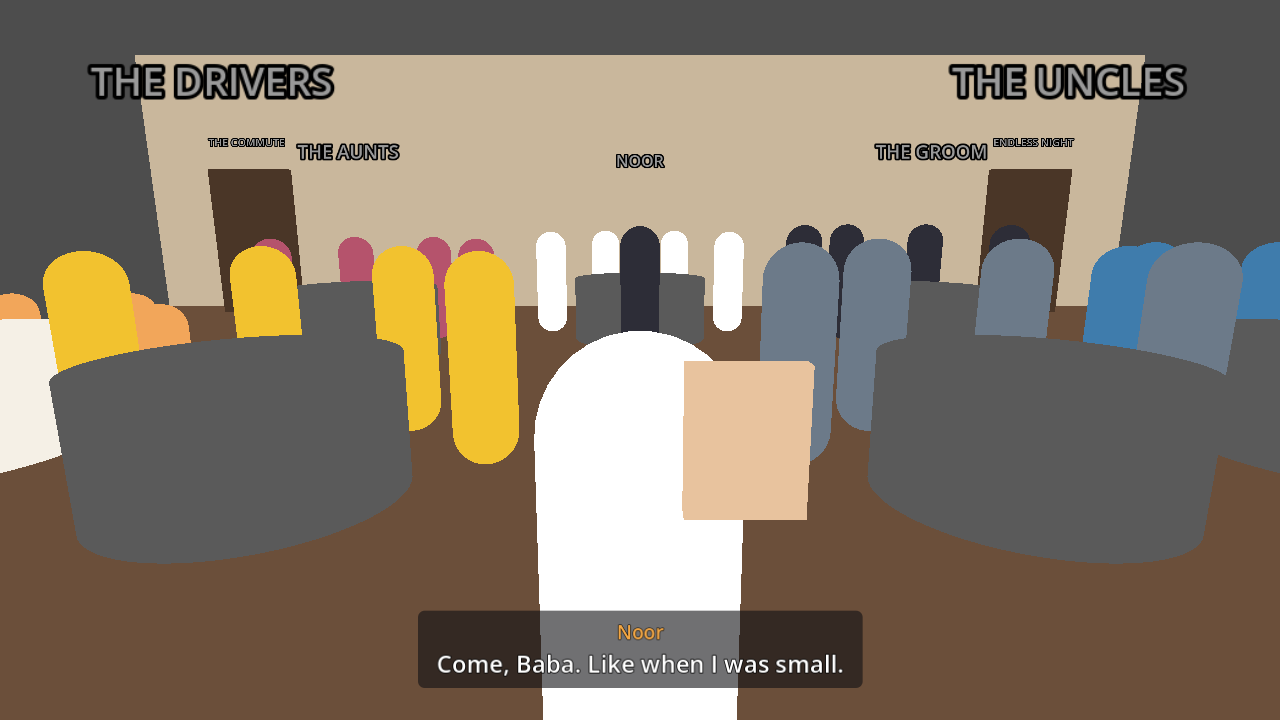 THE DRIVERS
THE UNCLES
THE COMMUTE
THE AUNTS
NOOR
THE GROOM
ENDLESS NIGHT
Noor
Come, Baba. Like when I was small.